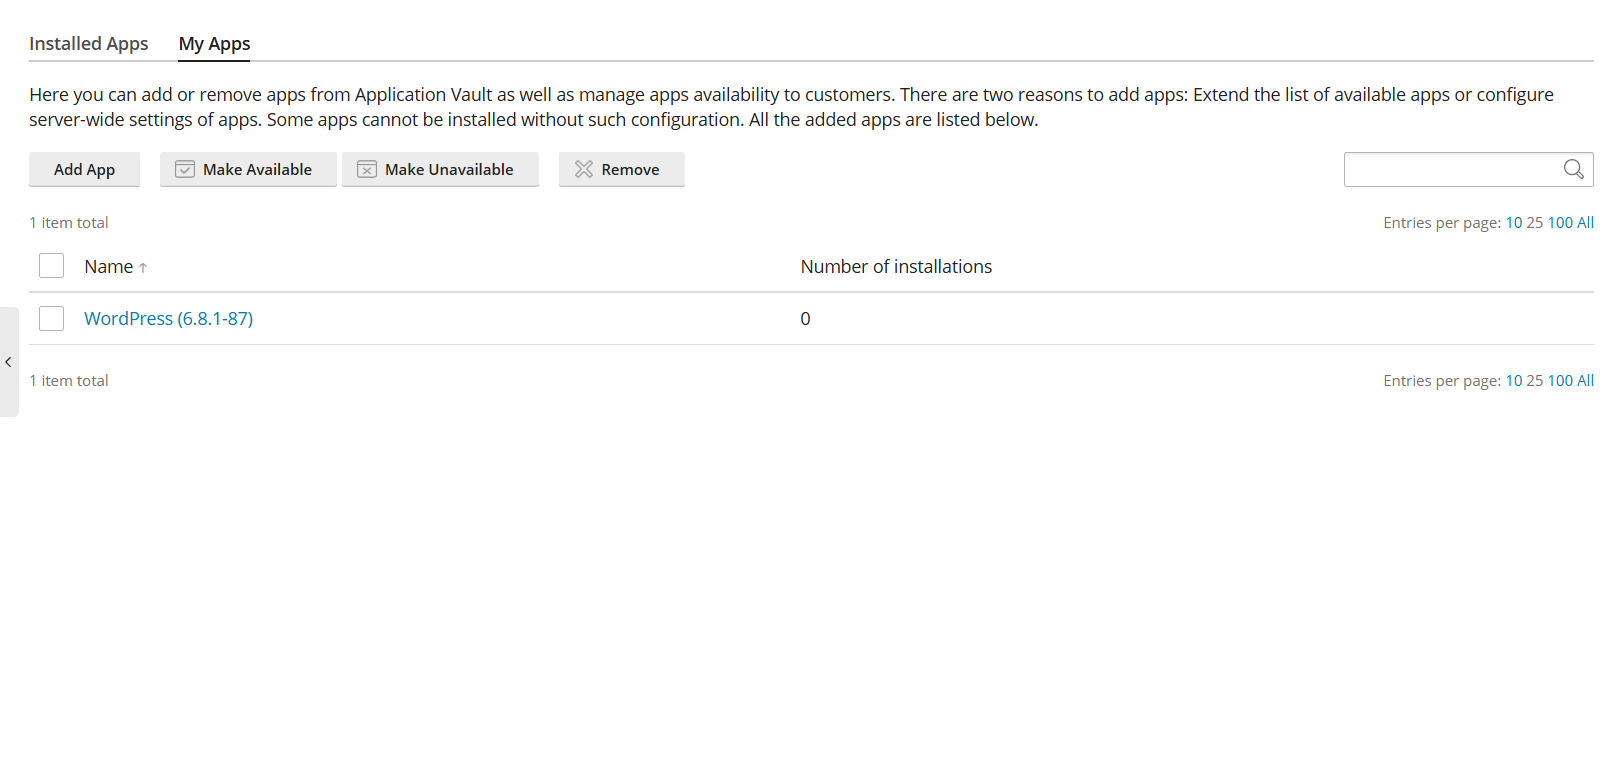 Installed Apps My Apps
Here you can add or remove apps from Application Vault as well as manage apps availability to customers. There are two reasons to add apps: Extend the list of available apps or configure
server-wide settings of apps. Some apps cannot be installed without such configuration. All the added apps are listed below.
Add App Make Available Make Unavailable Remove
1 item total Entries per page: 10 25 100 All
Name ↑ Number of installations
WordPress (6.8.1-87) 0
1 item total Entries per page: 10 25 100 All